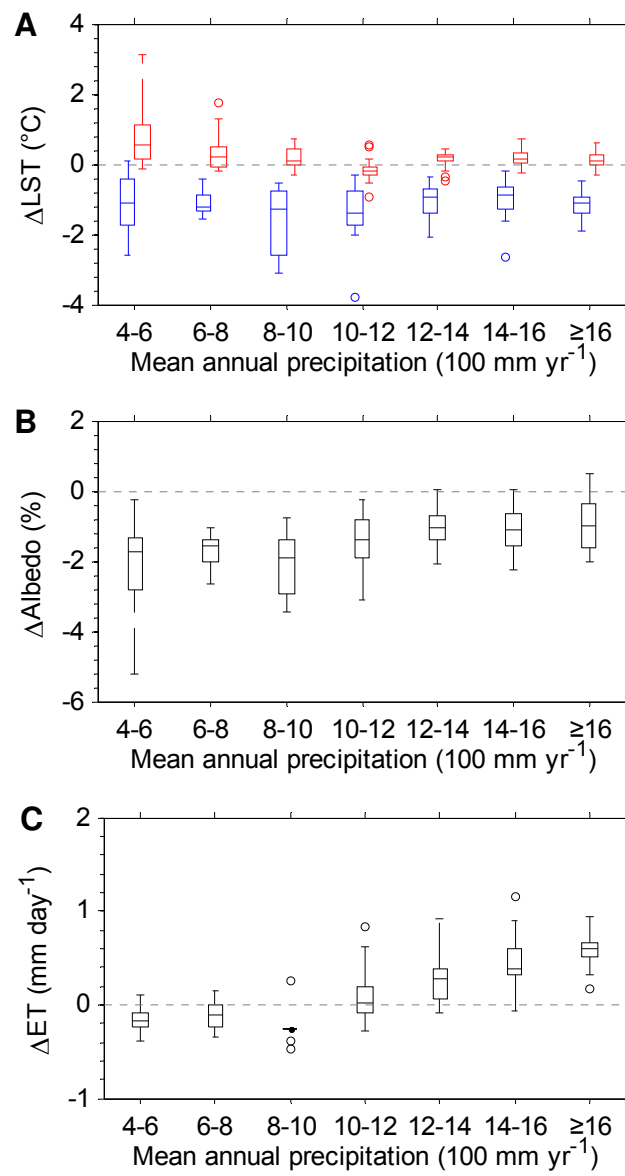 A
ΔLST (°C)
4
2
0
-2
-4
4-6 6-8 8-10 10-12 12-14 14-16 ≥16
Mean annual precipitation (100 mm yr⁻¹)
B
ΔAlbedo (%)
0
-2
-4
-6
4-6 6-8 8-10 10-12 12-14 14-16 ≥16
Mean annual precipitation (100 mm yr⁻¹)
C
ΔET (mm day⁻¹)
2
1
0
-1
4-6 6-8 8-10 10-12 12-14 14-16 ≥16
Mean annual precipitation (100 mm yr⁻¹)